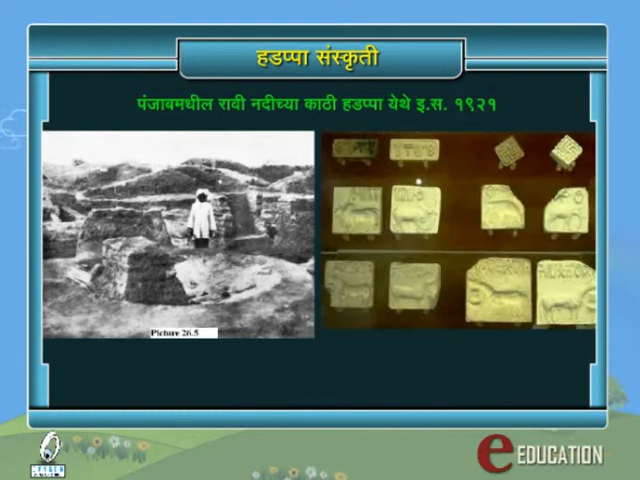 हडप्पा संस्कृती
पंजाबमधील रावी नदीच्या काठी हडप्पा येथे इ.स. १९२१
Picture 26.5
e EDUCATION